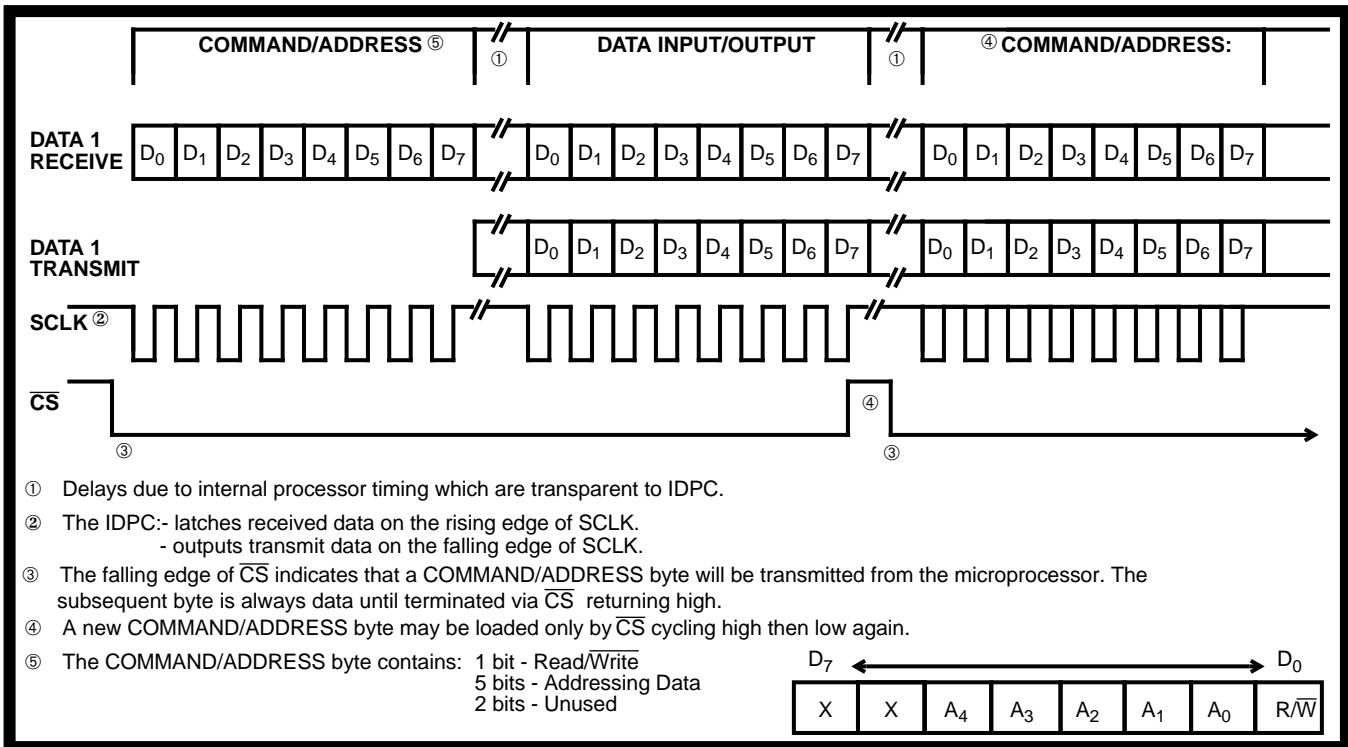 COMMAND/ADDRESS ⑤ ① DATA INPUT/OUTPUT ① ④ COMMAND/ADDRESS:
DATA 1
RECEIVE D0 D1 D2 D3 D4 D5 D6 D7 D0 D1 D2 D3 D4 D5 D6 D7 D0 D1 D2 D3 D4 D5 D6 D7
DATA 1
TRANSMIT D0 D1 D2 D3 D4 D5 D6 D7 D0 D1 D2 D3 D4 D5 D6 D7
SCLK ②
C̅S̅ ④
③ ③
① Delays due to internal processor timing which are transparent to IDPC.
② The IDPC:- latches received data on the rising edge of SCLK.
- outputs transmit data on the falling edge of SCLK.
③ The falling edge of C̅S̅ indicates that a COMMAND/ADDRESS byte will be transmitted from the microprocessor. The
subsequent byte is always data until terminated via C̅S̅ returning high.
④ A new COMMAND/ADDRESS byte may be loaded only by C̅S̅ cycling high then low again.
⑤ The COMMAND/ADDRESS byte contains: 1 bit - Read/W̅r̅i̅t̅e̅
5 bits - Addressing Data
2 bits - Unused
D7 D0
X X A4 A3 A2 A1 A0 R/W̅